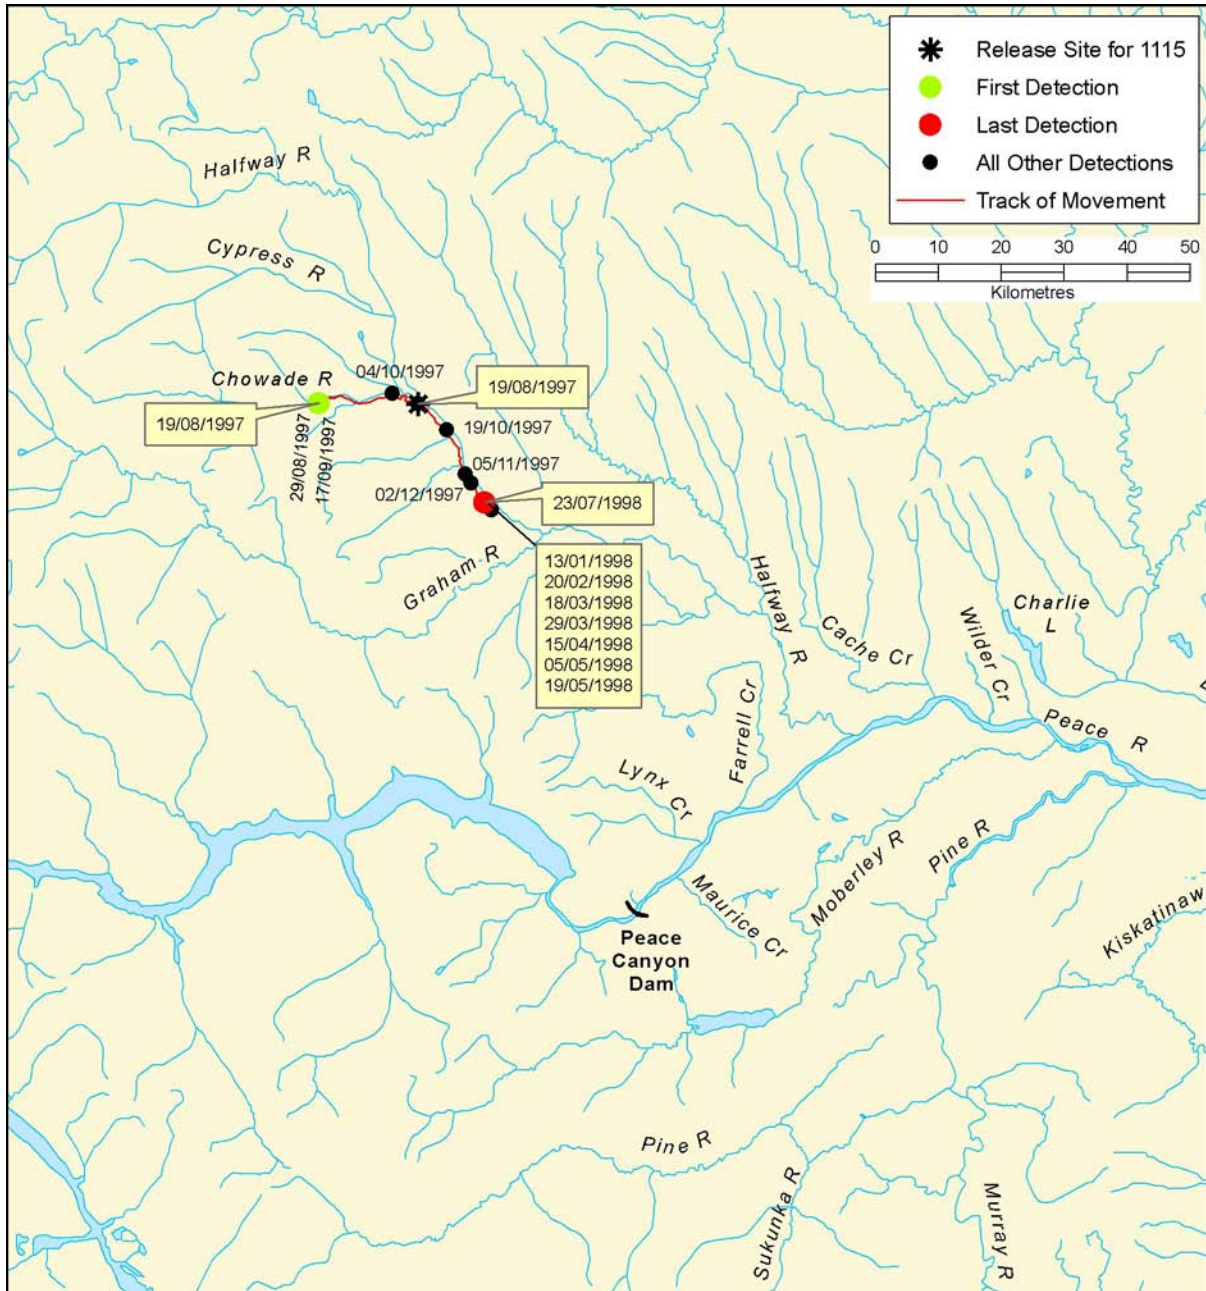 Release Site for 1115
First Detection
Last Detection
All Other Detections
Track of Movement
0 10 20 30 40 50
Kilometres
Halfway R
Cypress R
Chowade R
04/10/1997
19/08/1997
19/08/1997
29/08/1997
17/09/1997
19/10/1997
05/11/1997
02/12/1997
23/07/1998
13/01/1998
20/02/1998
18/03/1998
29/03/1998
15/04/1998
05/05/1998
19/05/1998
Graham R
Halfway R
Cache Cr
Wilder Cr
Charlie
L
Peace R
Farrell Cr
Lynx Cr
Maurice Cr
Moberley R
Pine R
Kiskatinaw
Peace
Canyon
Dam
Pine R
Sukunka R
Murray R